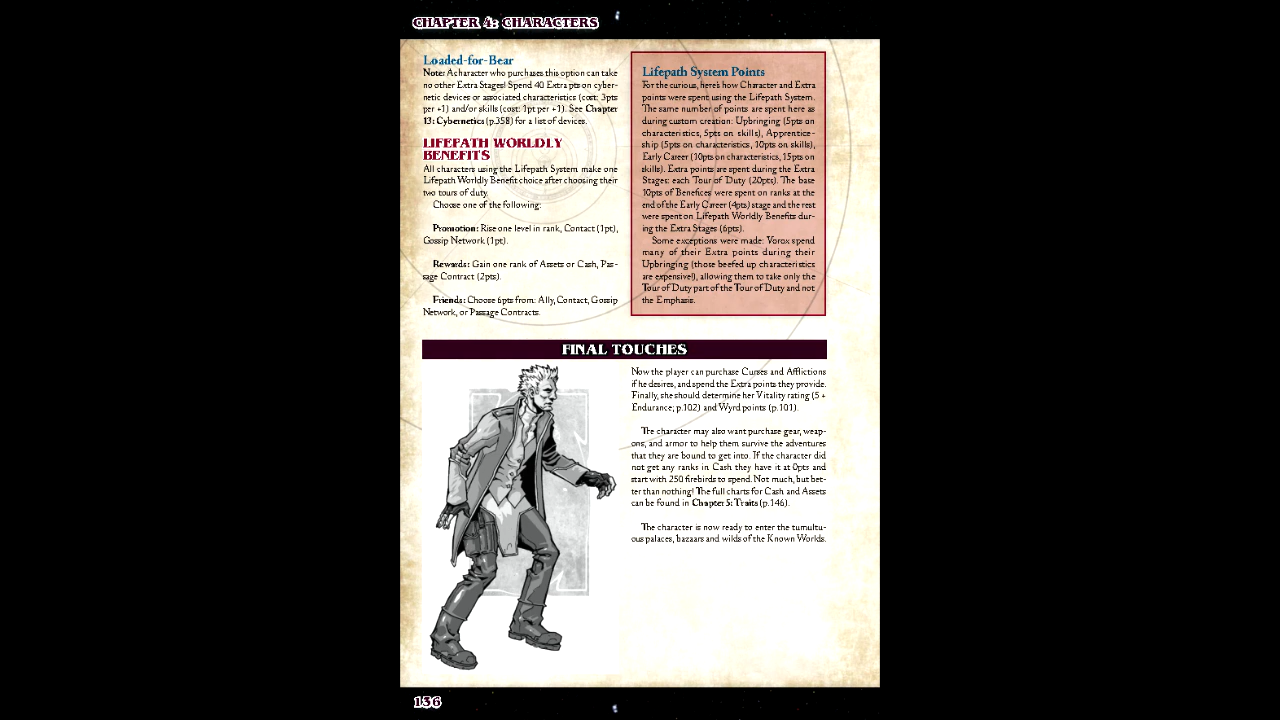 CHAPTER 4: CHARACTERS
Loaded-for-Bear
Note: A character who purchases this option can take
no other Extra Stages! Spend 40 Extra pts on cyber-
netic devices or associated characteristics (cost: 3pts
per +1) and/or skills (cost: 1pt per +1). See Chapter
13: Cybernetics (p.358) for a list of devices.
LIFEPATH WORLDLY
BENEFITS
All characters using the Lifepath System make one
Lifepath Worldly Benefit choice after choosing their
two tours of duty.
Choose one of the following:
Promotion: Rise one level in rank, Contact (1pt),
Gossip Network (1pt).
Rewards: Gain one rank of Assets or Cash, Pas-
sage Contract (2pts).
Friends: Choose 6pts from: Ally, Contact, Gossip
Network, or Passage Contracts.
Lifepath System Points
For the curious, here's how Character and Extra
points were spent using the Lifepath System.
The same number of points are spent here as
during custom creation: Upbringing (5pts on
characteristics, 5pts on skills), Apprentice-
ship (5pts on characteristics, 10pts on skills),
Early Career (10pts on characteristics, 15pts on
skills). Extra points are spent during the Extra
Stages: each Tour of Duty (20pts). The base
10pts of Benefices were spent on ranks at the
end of the Early Career (4pts) stage and the rest
were spent on Lifepath Worldly Benefits dur-
ing the Extra Stages (6pts).
Some exceptions were made: Vorox spend
many of their Extra points during their
Upbringing (those beefed up characteristics
are expensive!), allowing them to take only the
Tour of Duty part of the Tour of Duty and not
the Emphasis.
FINAL TOUCHES
Now the player can purchase Curses and Afflictions
if he desires, and spend the Extra points they provide.
Finally, she should determine her Vitality rating (5 +
Endurance; p.102) and Wyrd points (p.101).
The character may also want purchase gear, weap-
ons, and armor to help them survive the adventures
that they are bound to get into. If the character did
not get any ranks in Cash they have it at 0pts and
start with 250 firebirds to spend. Not much, but bet-
ter than nothing! The full charts for Cash and Assets
can be found in Chapter 5: Traits (p.146).
The character is now ready to enter the tumultu-
ous palaces, bazaars and wilds of the Known Worlds.
136